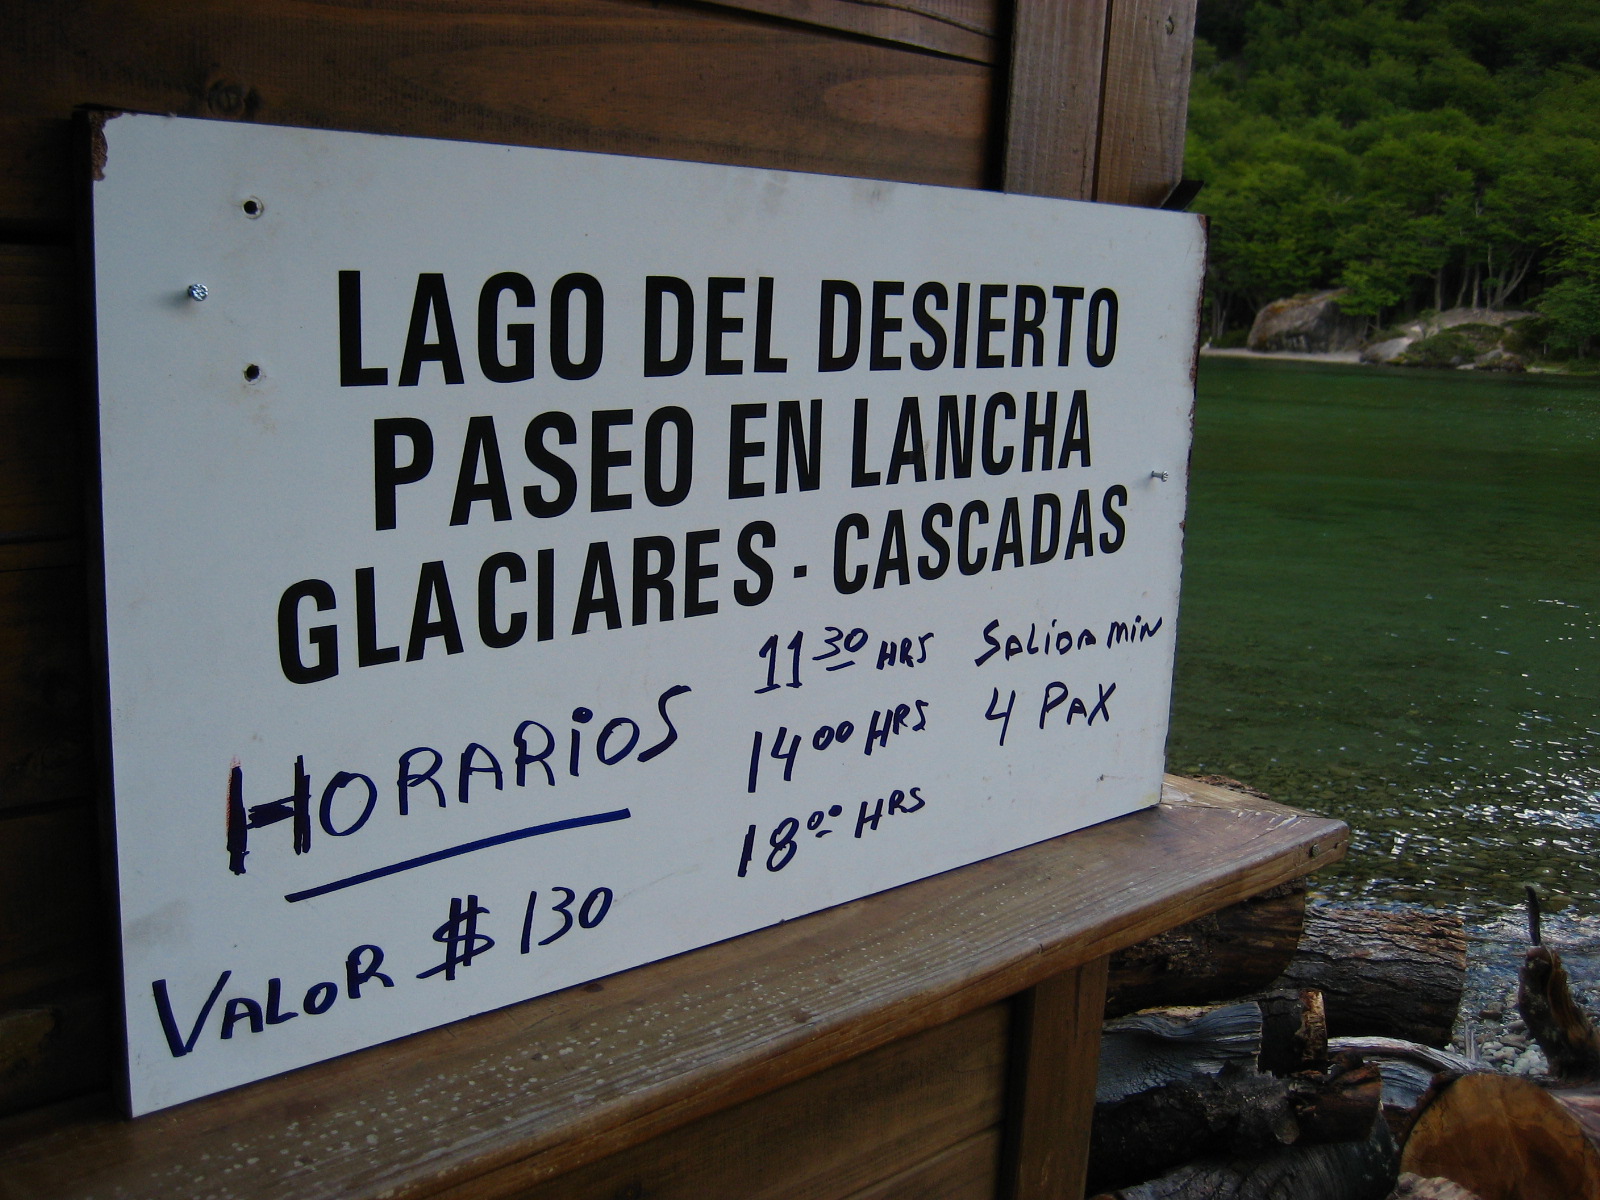 LAGO DEL DESIERTO
PASEO EN LANCHA
GLACIARES - CASCADAS
HORARIOS
11 30 HRS SALIDA MIN
14 00 HRS 4 PAX
18 00 HRS
VALOR $ 130